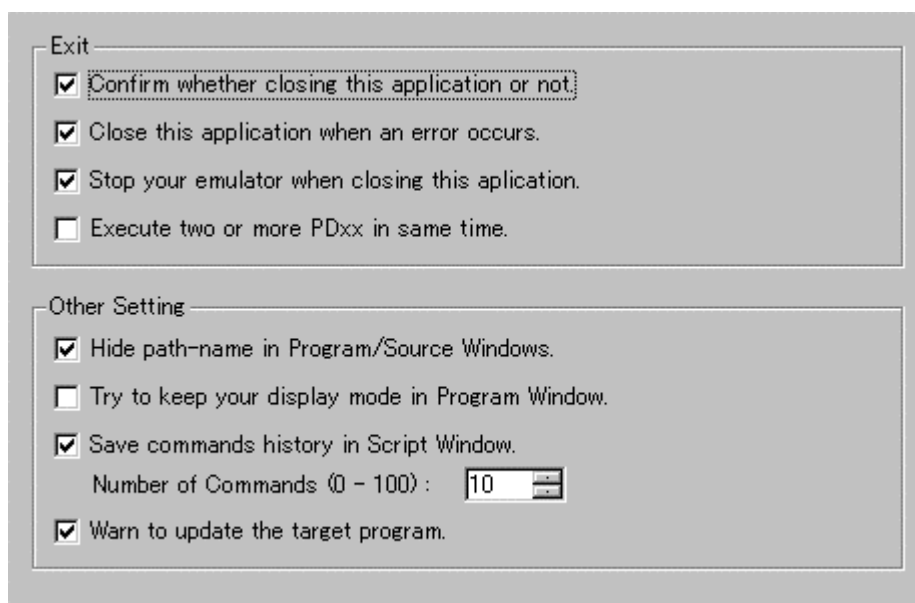 Exit
Confirm whether closing this application or not.
Close this application when an error occurs.
Stop your emulator when closing this aplication.
Execute two or more PDxx in same time.
Other Setting
Hide path-name in Program/Source Windows.
Try to keep your display mode in Program Window.
Save commands history in Script Window.
Number of Commands (0 - 100) : 10
Warn to update the target program.